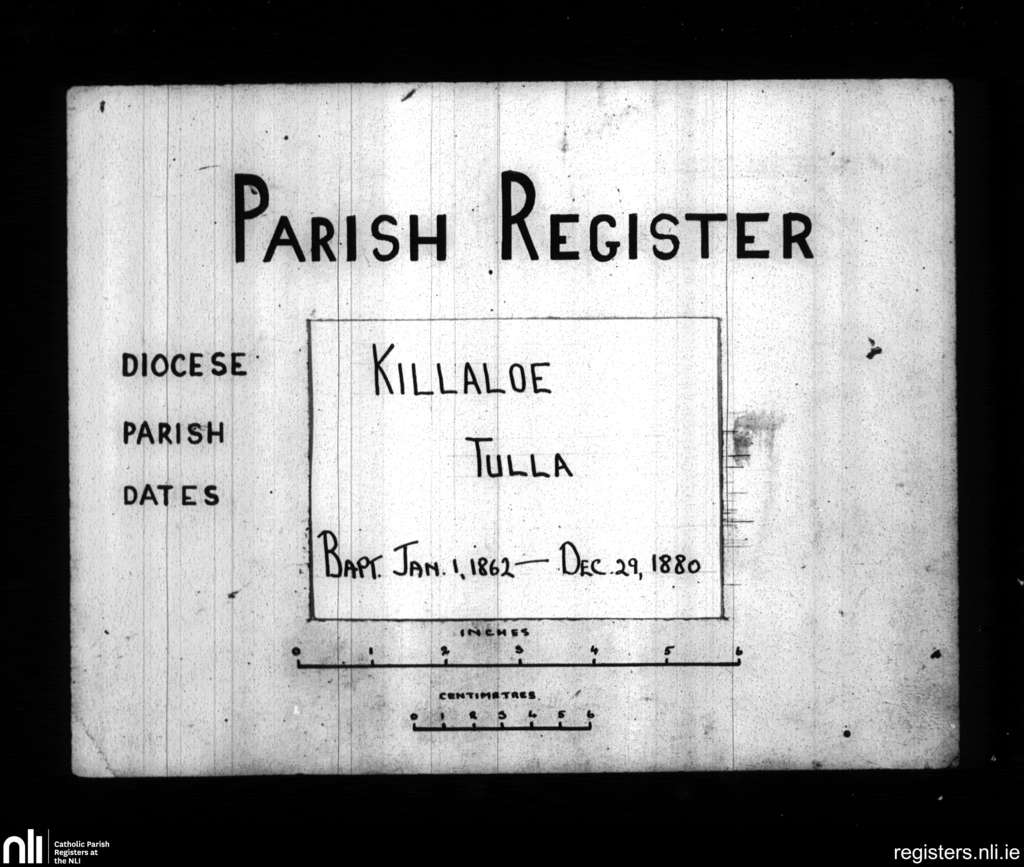 PARISH REGISTER
DIOCESE KILLALOE
PARISH TULLA
DATES
BAPT. JAN. 1, 1862 — DEC. 29, 1880
INCHES
0 1 2 3 4 5 6
CENTIMETRES.
0 1 2 3 4 5 6
nli Catholic Parish
Registers at
the NLI
registers.nli.ie